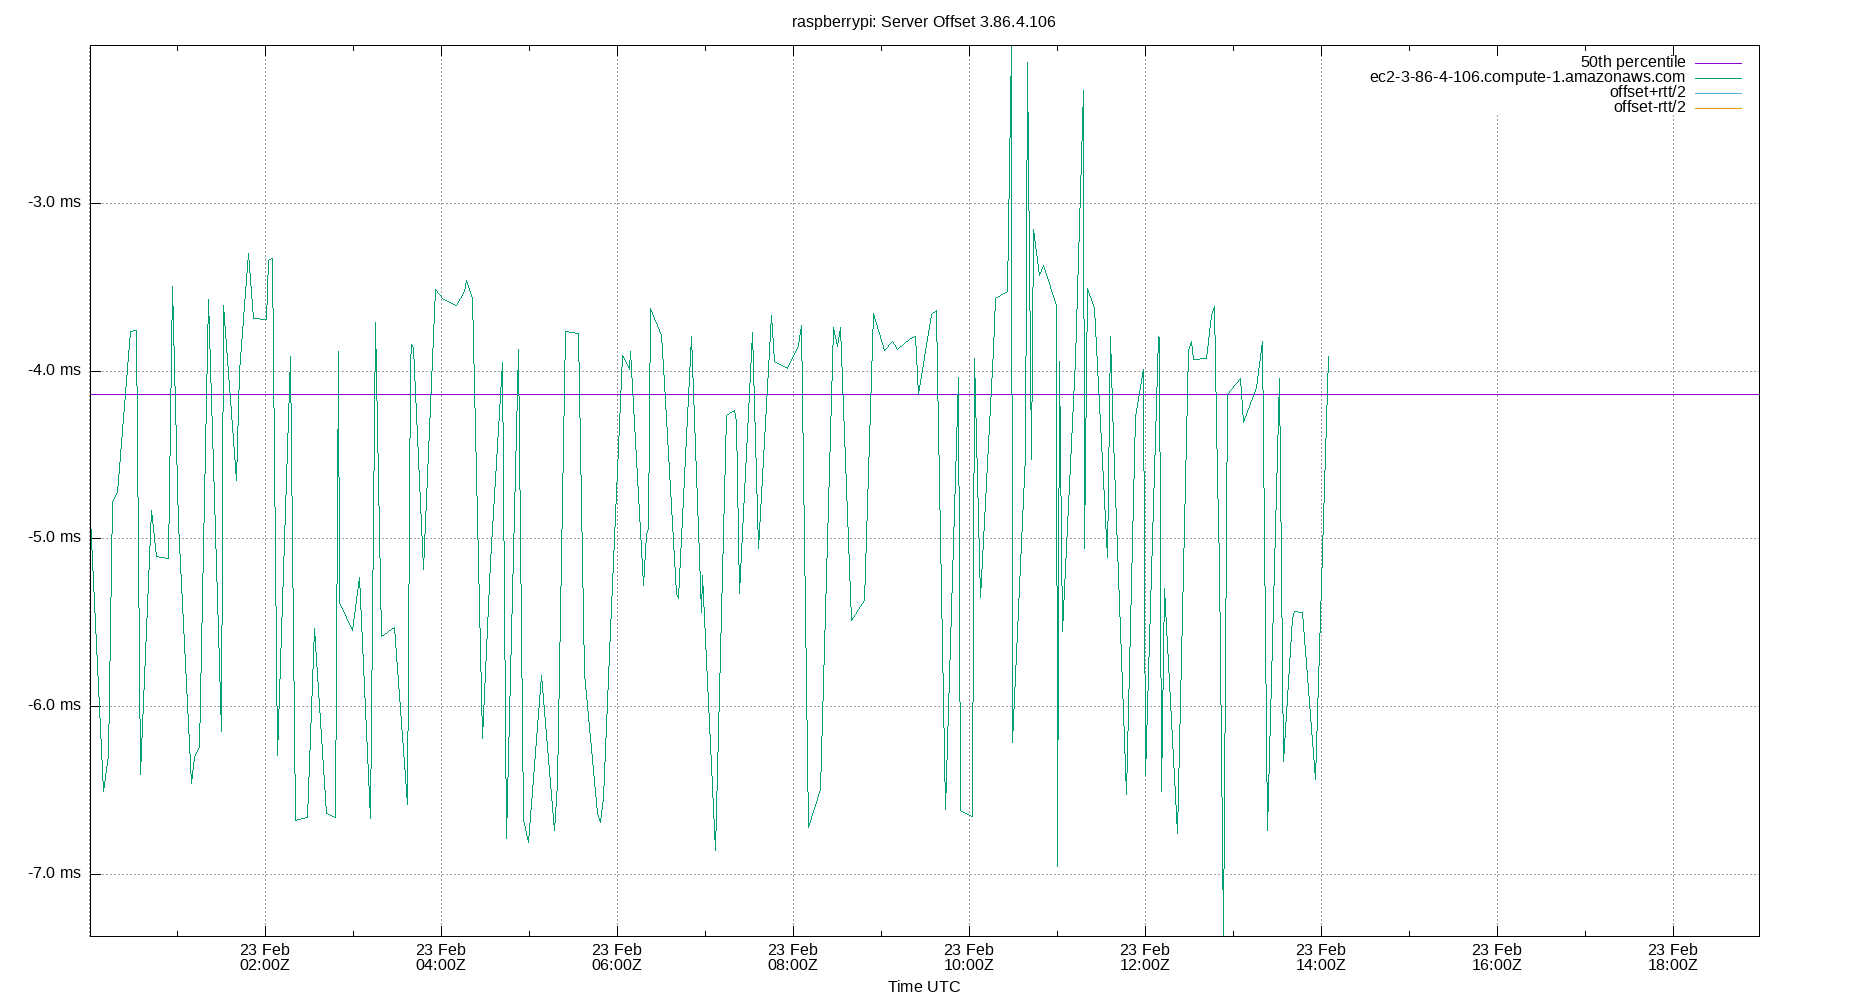 raspberrypi: Server Offset 3.86.4.106
50th percentile
ec2-3-86-4-106.compute-1.amazonaws.com
offset+rtt/2
offset-rtt/2
-3.0 ms
-4.0 ms
-5.0 ms
-6.0 ms
-7.0 ms
23 Feb 23 Feb 23 Feb 23 Feb 23 Feb 23 Feb 23 Feb 23 Feb 23 Feb
02:00Z 04:00Z 06:00Z 08:00Z 10:00Z 12:00Z 14:00Z 16:00Z 18:00Z
Time UTC